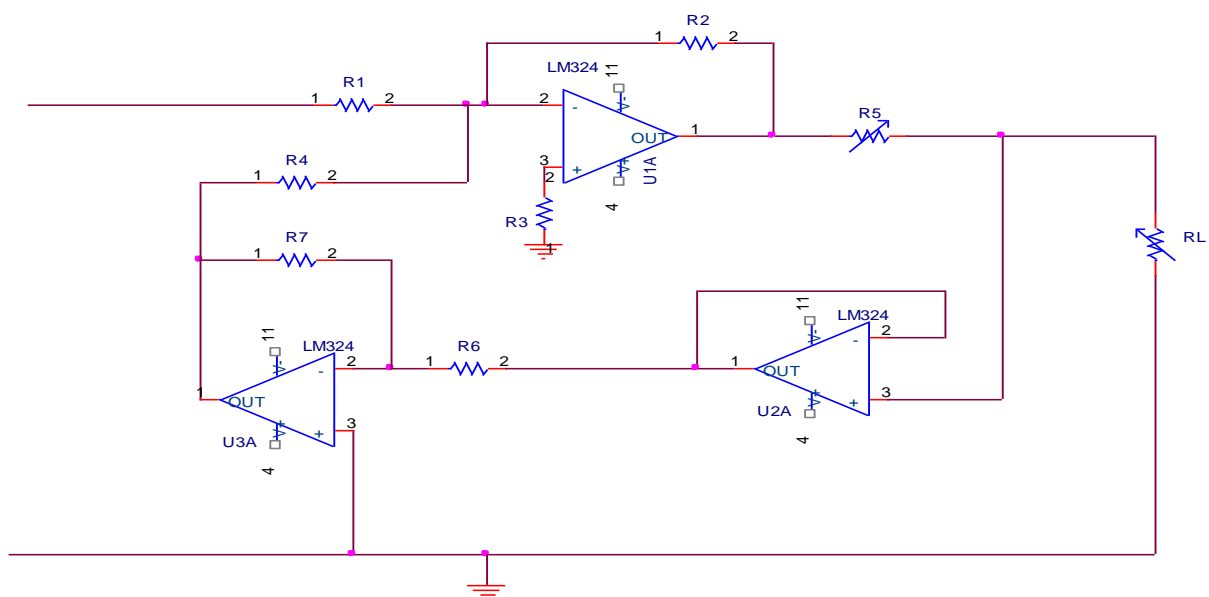 R2
1 2
LM324
11
R1
V-
1 2
2
-
R5
OUT
1
R4
3
+
V+
U1A
1 2
2
4
R3
R7
1
RL
1 2
11
LM324
11
LM324
R6
V-
2
-
V-
2
-
1 2
1
OUT
1
OUT
3
+
V+
U2A
3
+
V+
U3A
4
4